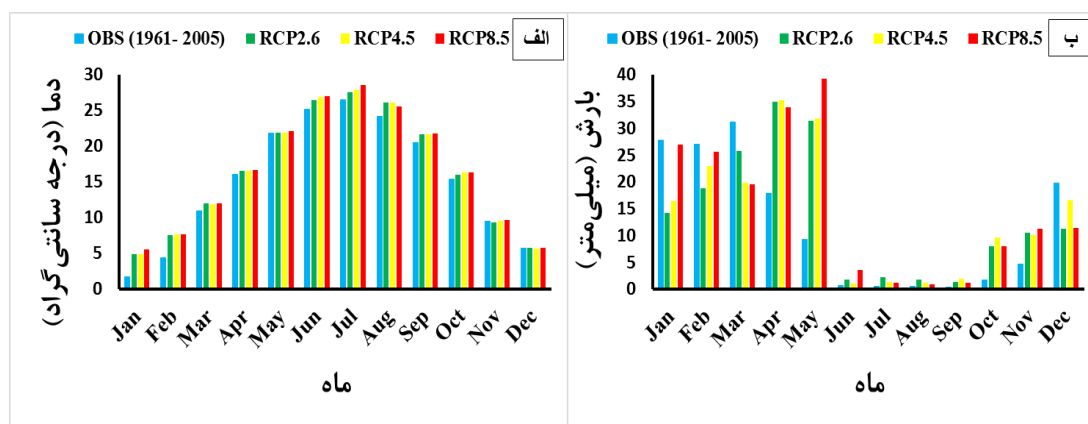 OBS (1961- 2005) RCP2.6 RCP4.5 RCP8.5
الف
دما (درجه سانتی گراد)
30
25
20
15
10
5
0
Jan Feb Mar Apr May Jun Jul Aug Sep Oct Nov Dec
ماه
OBS (1961- 2005) RCP2.6 RCP4.5 RCP8.5
ب
بارش (میلی‌متر)
40
35
30
25
20
15
10
5
0
Jan Feb Mar Apr May Jun Jul Aug Sep Oct Nov Dec
ماه